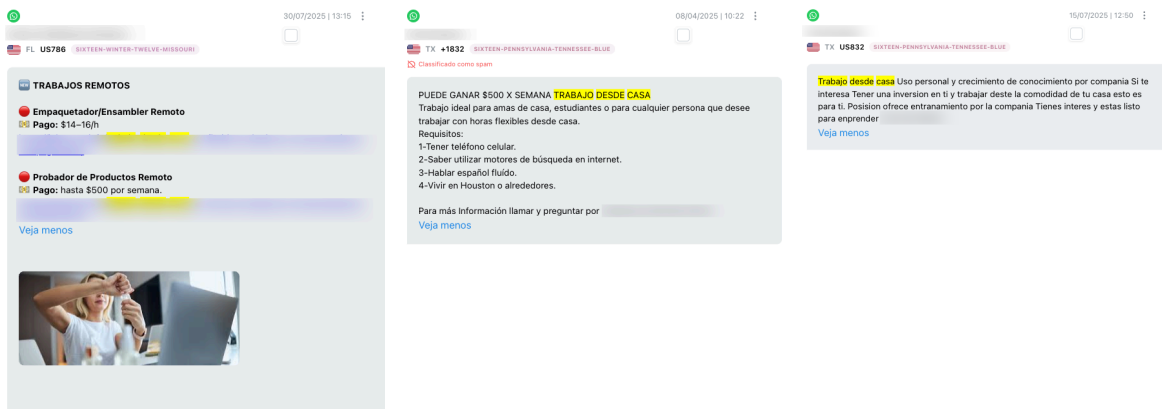 30/07/2025 | 13:15
FL US786 SIXTEEN-WINTER-TWELVE-MISSOURI
TRABAJOS REMOTOS
Empaquetador/Ensambler Remoto
Pago: $14–16/h
Probador de Productos Remoto
Pago: hasta $500 por semana.
Veja menos
08/04/2025 | 10:22
TX +1832 SIXTEEN-PENNSYLVANIA-TENNESSEE-BLUE
Classificado como spam
PUEDE GANAR $500 X SEMANA TRABAJO DESDE CASA
Trabajo ideal para amas de casa, estudiantes o para cualquier persona que desee
trabajar con horas flexibles desde casa.
Requisitos:
1-Tener teléfono celular.
2-Saber utilizar motores de búsqueda en internet.
3-Hablar español fluído.
4-Vivir en Houston o alrededores.
Para más Información llamar y preguntar por
Veja menos
15/07/2025 | 12:50
TX US832 SIXTEEN-PENNSYLVANIA-TENNESSEE-BLUE
Trabajo desde casa Uso personal y crecimiento de conocimiento por compania Si te
interesa Tener una inversion en ti y trabajar deste la comodidad de tu casa esto es
para ti. Posision ofrece entranamiento por la compania Tienes interes y estas listo
para enprender
Veja menos